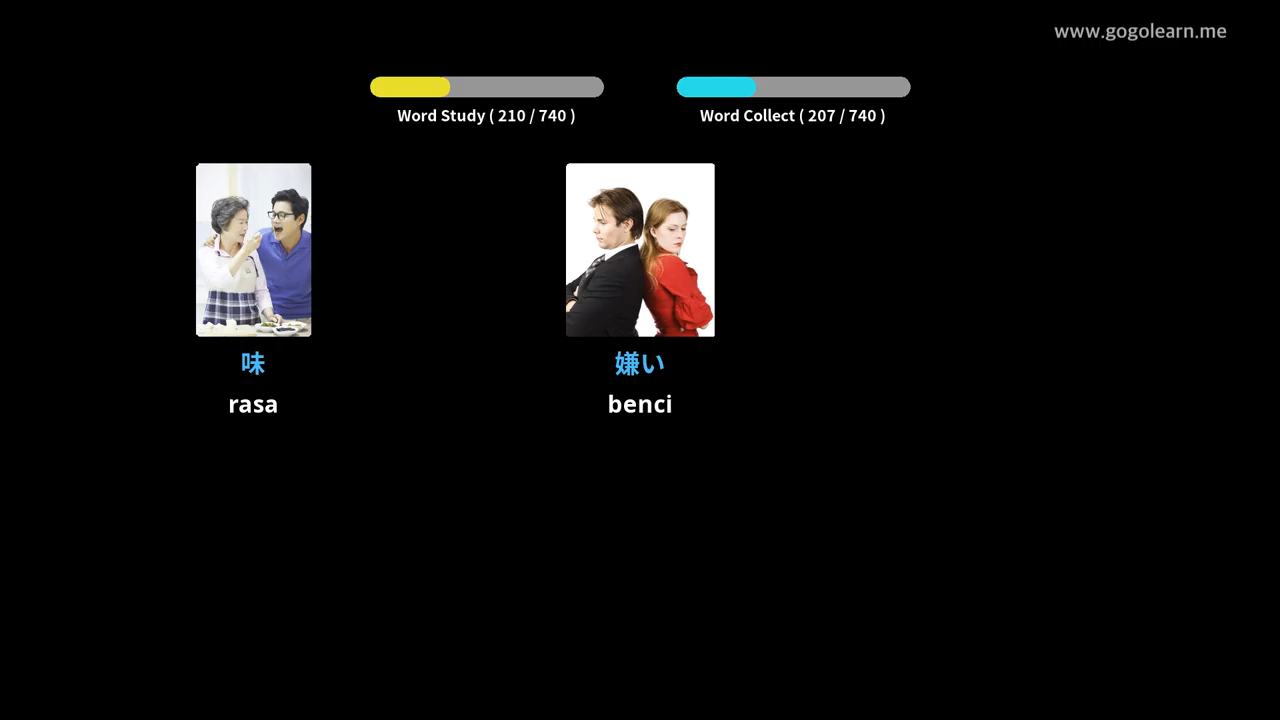 www.gogolearn.me
Word Study ( 210 / 740 )
Word Collect ( 207 / 740 )
味
rasa
嫌い
benci